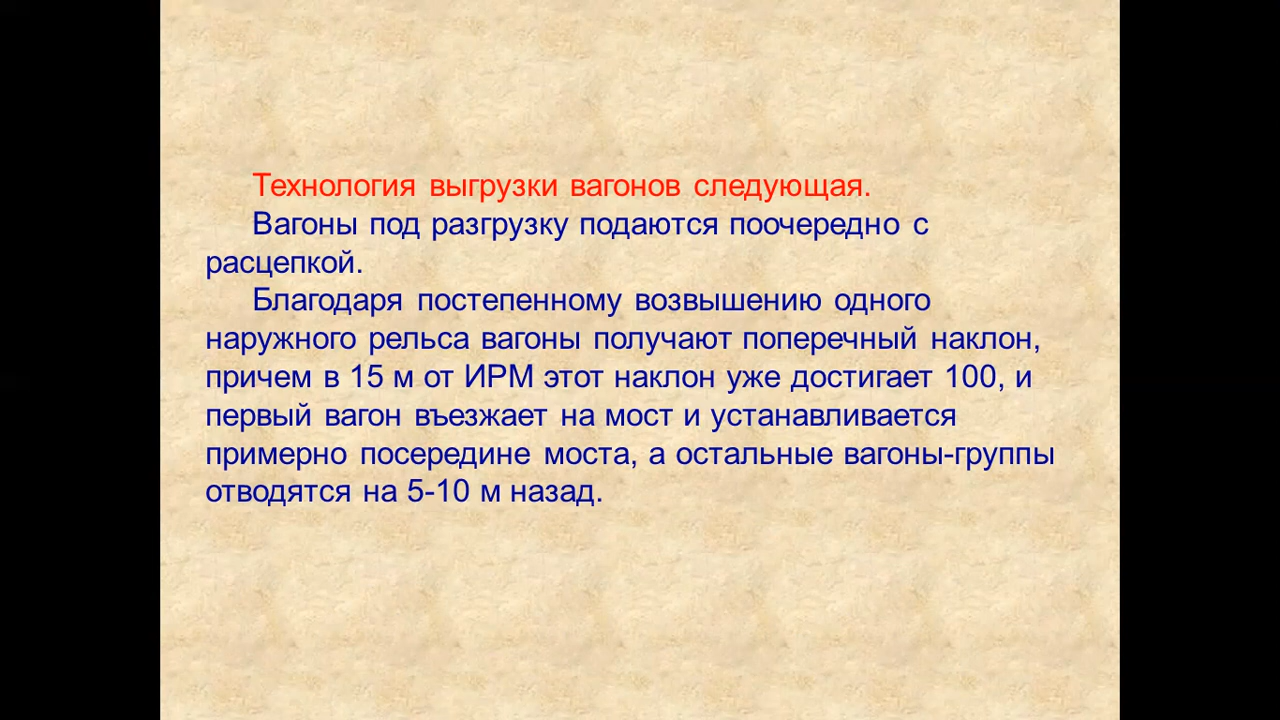 Технология выгрузки вагонов следующая.
Вагоны под разгрузку подаются поочередно с
расцепкой.
Благодаря постепенному возвышению одного
наружного рельса вагоны получают поперечный наклон,
причем в 15 м от ИРМ этот наклон уже достигает 100, и
первый вагон въезжает на мост и устанавливается
примерно посередине моста, а остальные вагоны-группы
отводятся на 5-10 м назад.